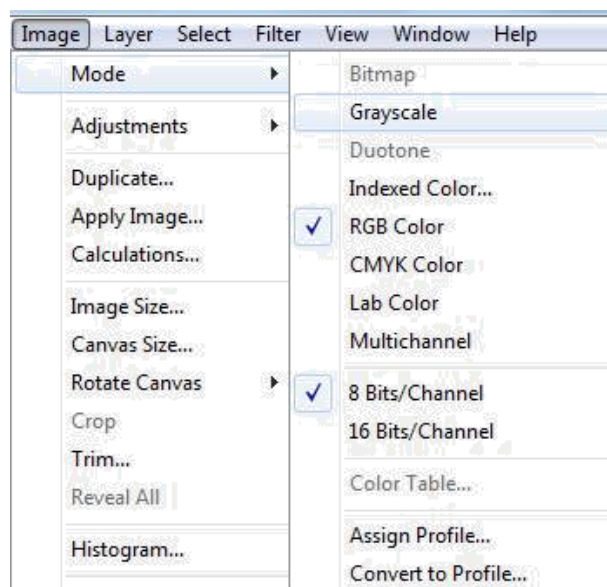 Image Layer Select Filter View Window Help
Mode
Adjustments
Duplicate...
Apply Image...
Calculations...
Image Size...
Canvas Size...
Rotate Canvas
Crop
Trim...
Reveal All
Histogram...
Bitmap
Grayscale
Duotone
Indexed Color...
RGB Color
CMYK Color
Lab Color
Multichannel
8 Bits/Channel
16 Bits/Channel
Color Table...
Assign Profile...
Convert to Profile...